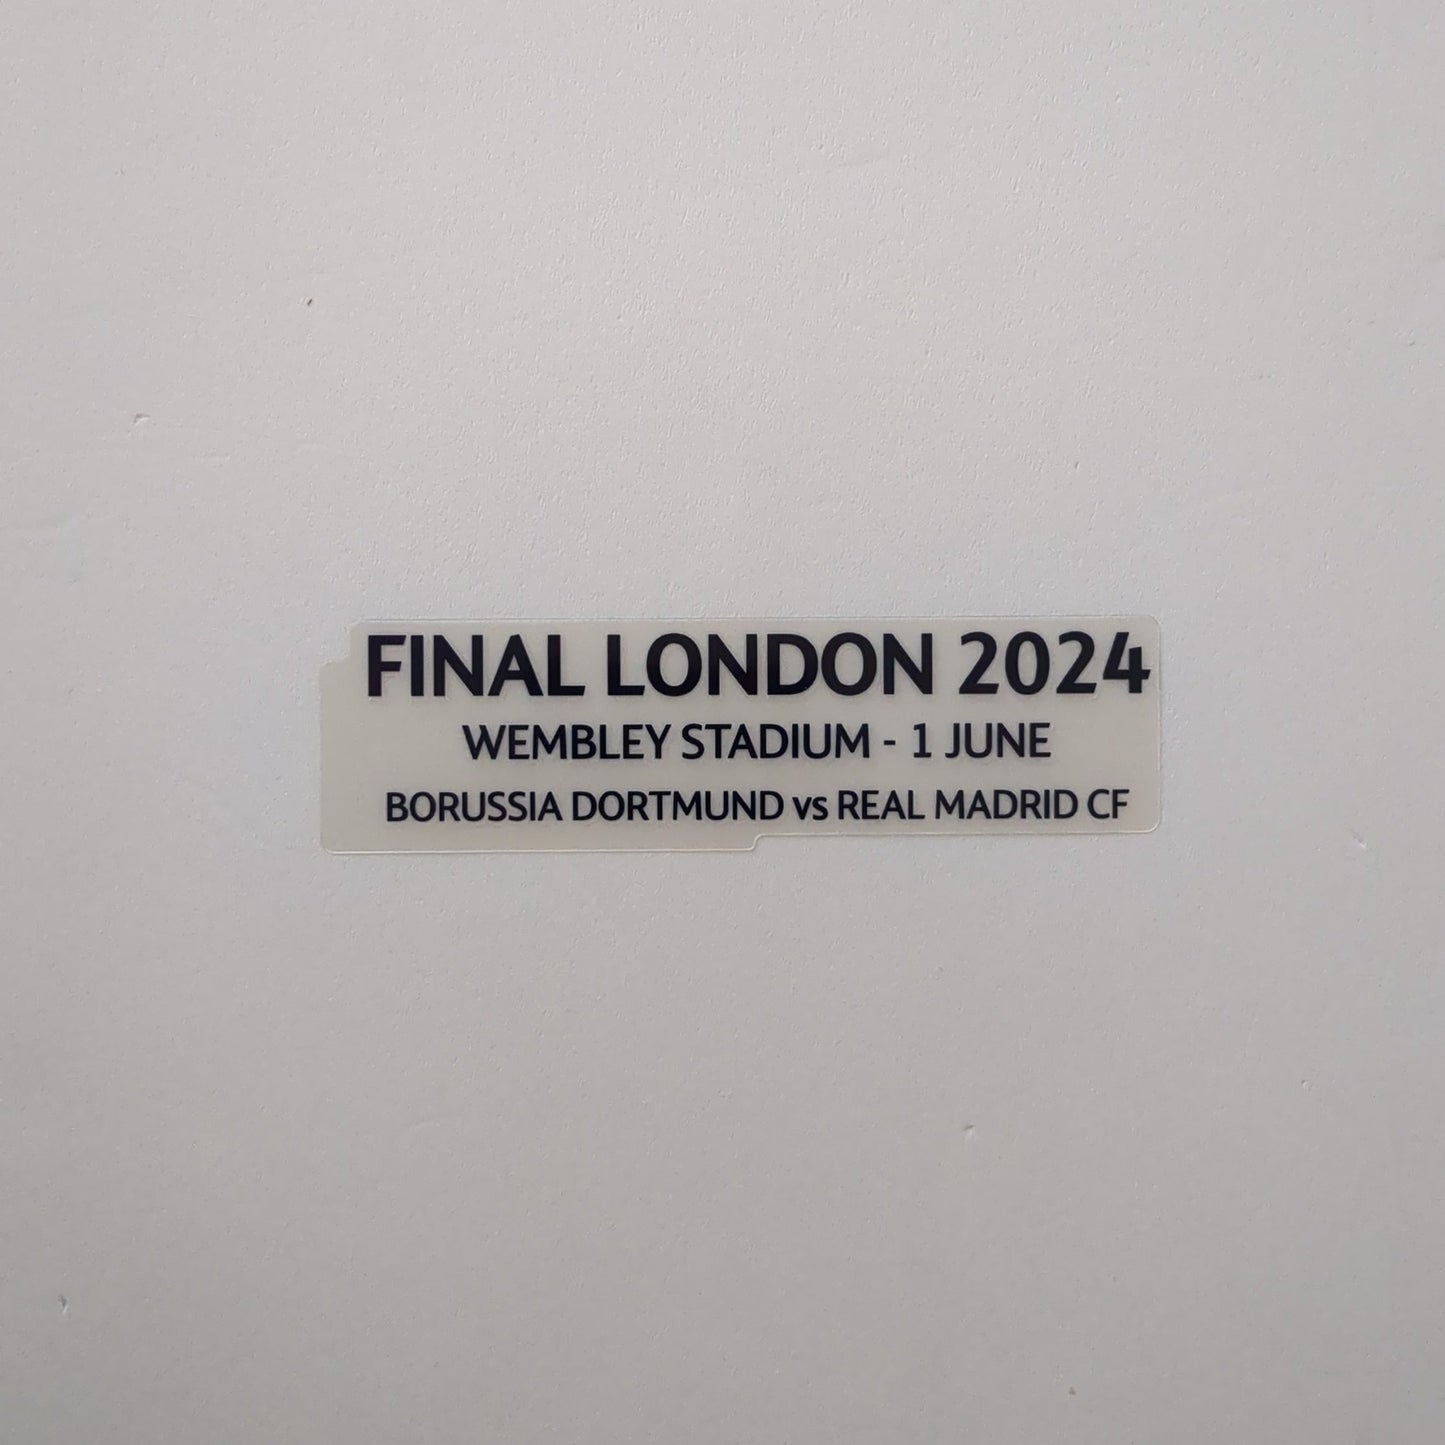 FINAL LONDON 2024
WEMBLEY STADIUM - 1 JUNE
BORUSSIA DORTMUND vs REAL MADRID CF